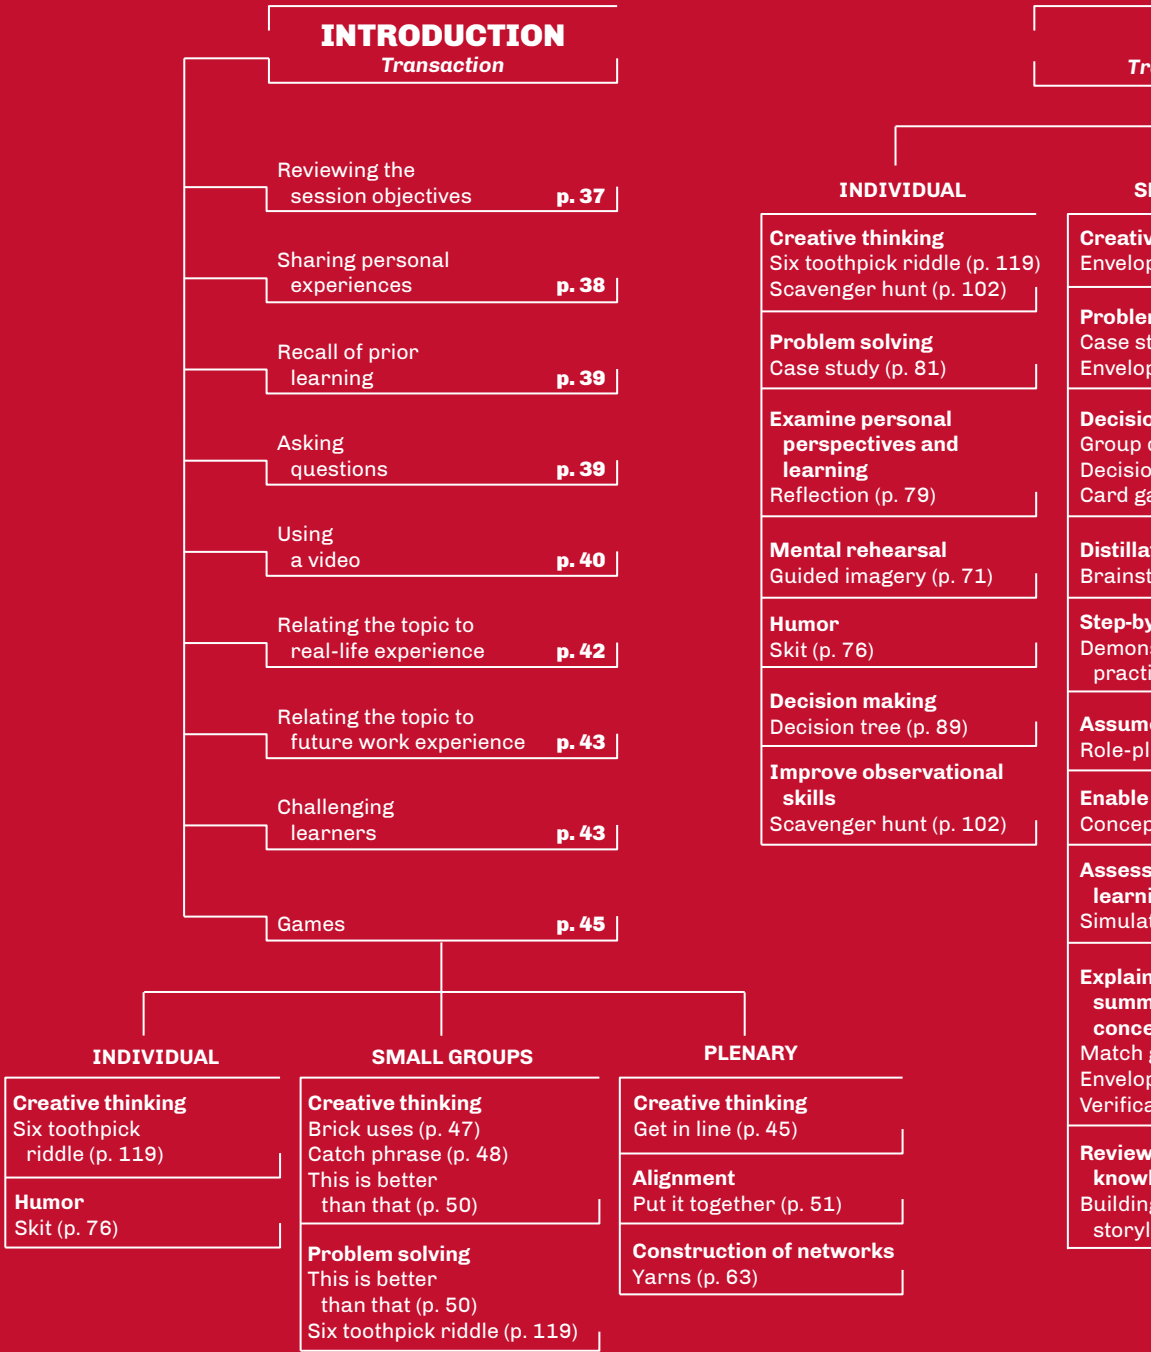 INTRODUCTION
Transaction
Reviewing the
session objectives p. 37
Sharing personal
experiences p. 38
Recall of prior
learning p. 39
Asking
questions p. 39
Using
a video p. 40
Relating the topic to
real-life experience p. 42
Relating the topic to
future work experience p. 43
Challenging
learners p. 43
Games p. 45
INDIVIDUAL
Creative thinking
Six toothpick
riddle (p. 119)
Humor
Skit (p. 76)
SMALL GROUPS
Creative thinking
Brick uses (p. 47)
Catch phrase (p. 48)
This is better
than that (p. 50)
Problem solving
This is better
than that (p. 50)
Six toothpick riddle (p. 119)
PLENARY
Creative thinking
Get in line (p. 45)
Alignment
Put it together (p. 51)
Construction of networks
Yarns (p. 63)
INDIVIDUAL
Creative thinking
Six toothpick riddle (p. 119)
Scavenger hunt (p. 102)
Problem solving
Case study (p. 81)
Examine personal
perspectives and
learning
Reflection (p. 79)
Mental rehearsal
Guided imagery (p. 71)
Humor
Skit (p. 76)
Decision making
Decision tree (p. 89)
Improve observational
skills
Scavenger hunt (p. 102)
Case
Group
Card
Enable
Match